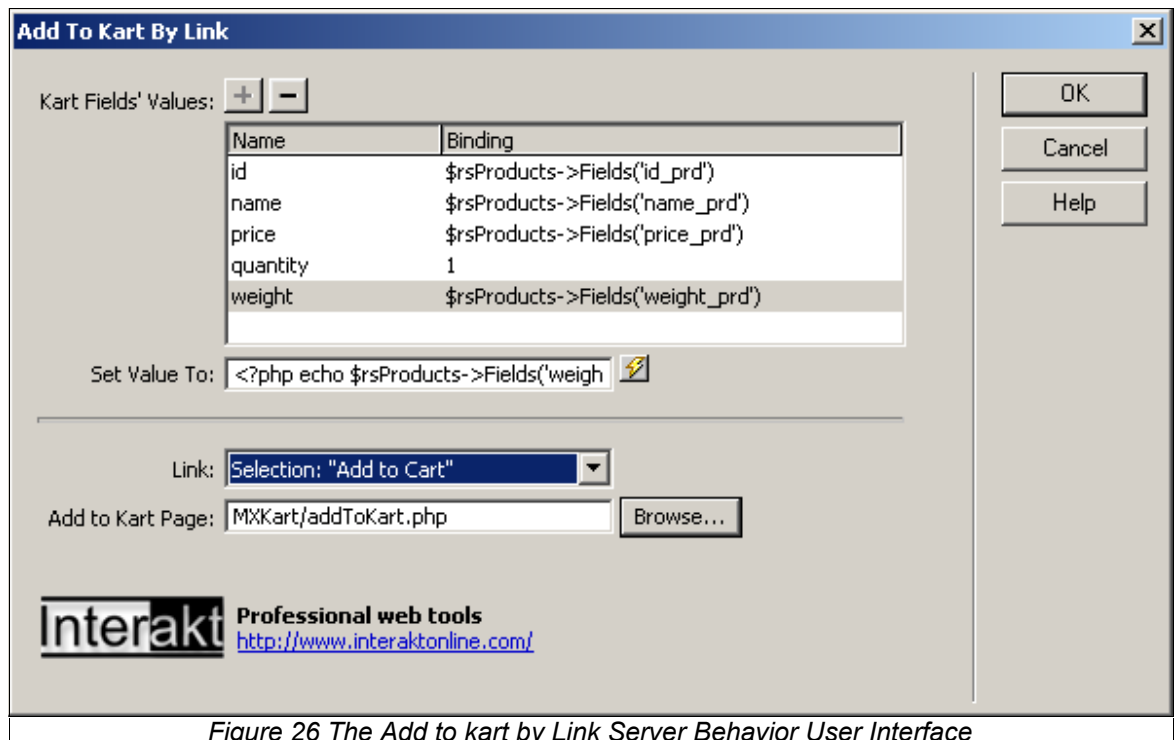 Add To Kart By Link
Kart Fields' Values:
OK
Name Binding
Cancel
id $rsProducts->Fields('id_prd')
name $rsProducts->Fields('name_prd')
Help
price $rsProducts->Fields('price_prd')
quantity 1
weight $rsProducts->Fields('weight_prd')
Set Value To: <?php echo $rsProducts->Fields('weigh
Link: Selection: "Add to Cart"
Add to Kart Page: MXKart/addToKart.php Browse...
Interakt Professional web tools
http://www.interaktonline.com/
Figure 26 The Add to kart by Link Server Behavior User Interface